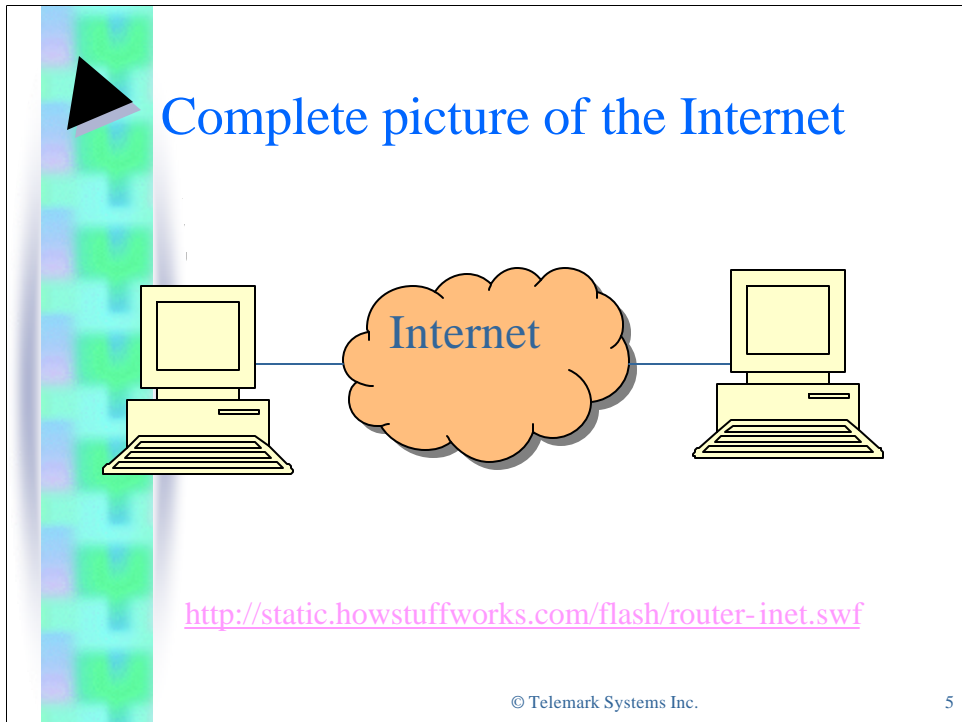 Complete picture of the Internet
Internet
http://static.howstuffworks.com/flash/router-inet.swf
© Telemark Systems Inc.
5